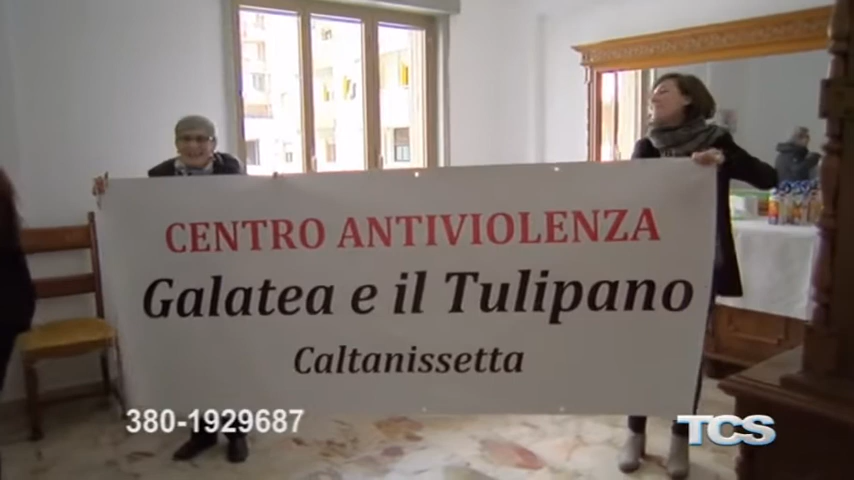 CENTRO ANTIVIOLENZA
Galatea e il Tulipano
Caltanissetta
380-1929687
TCS